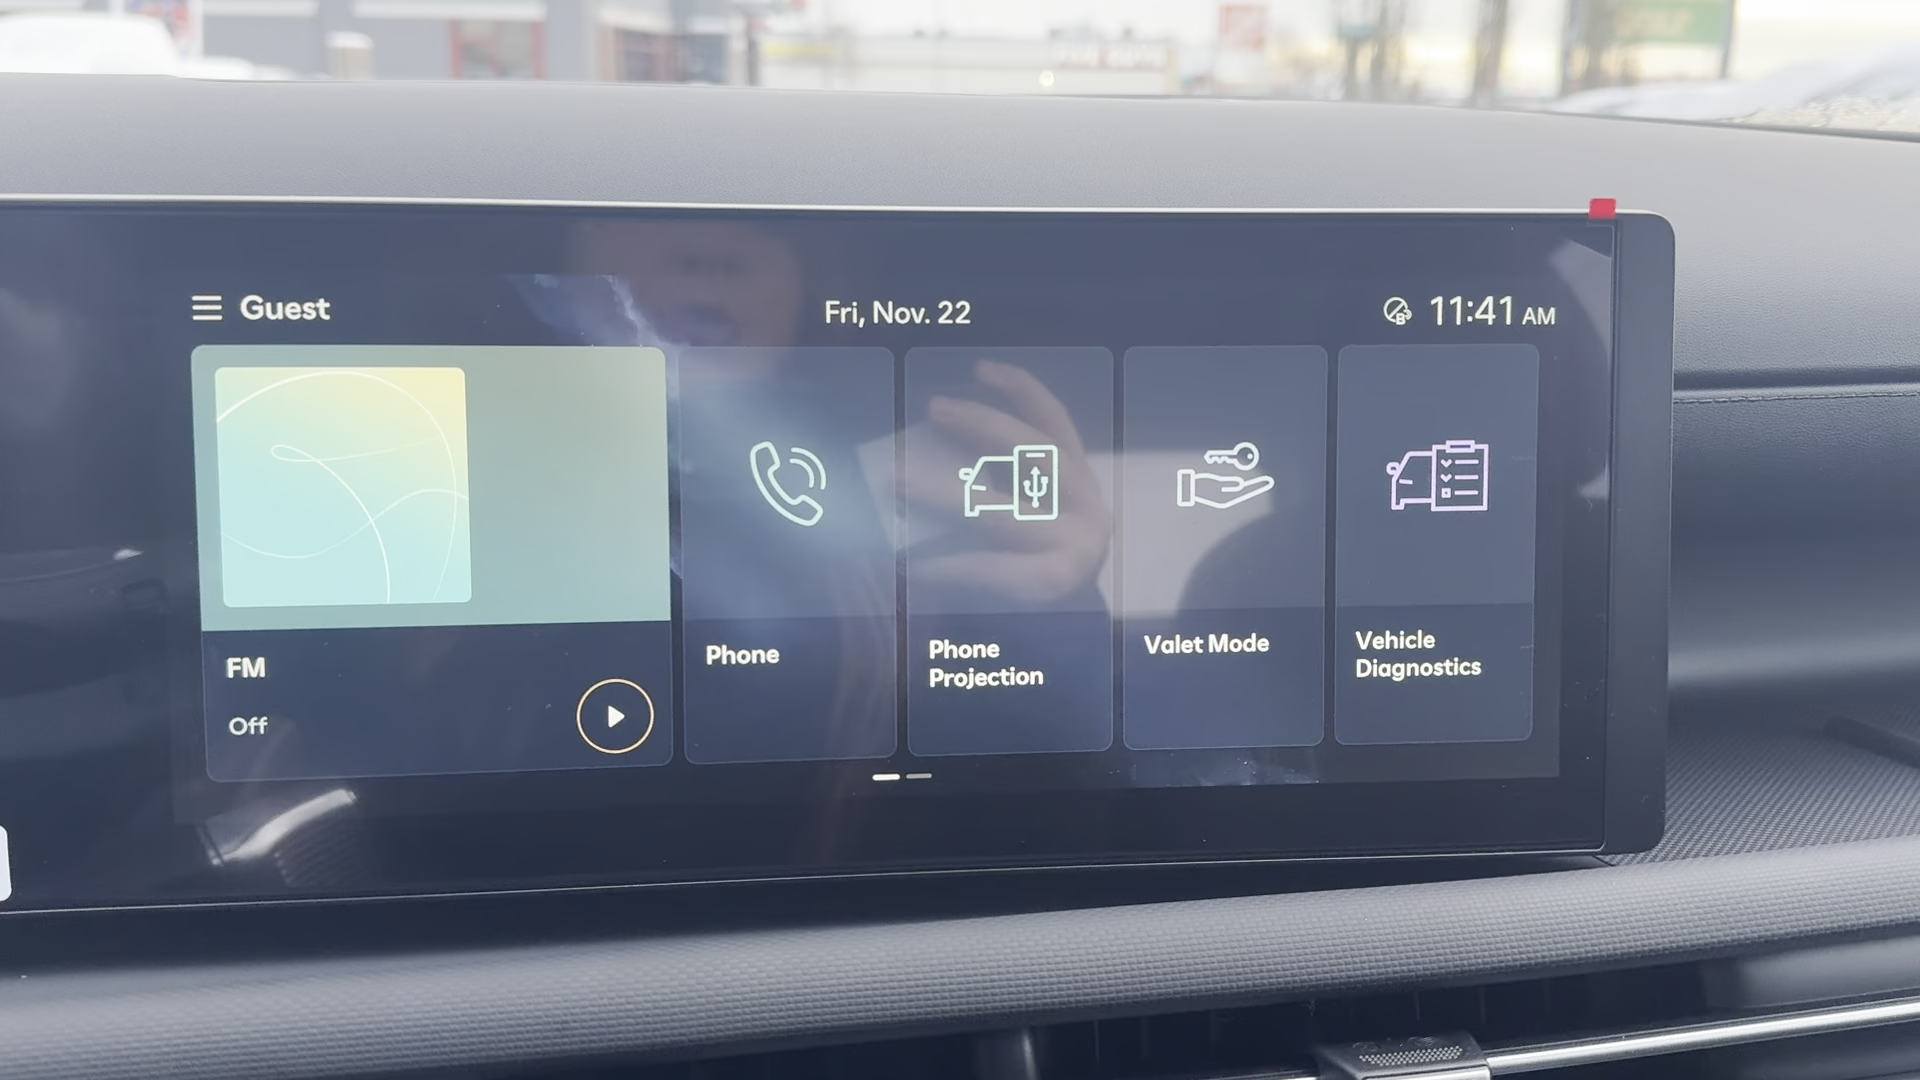 Guest
Fri, Nov. 22
11:41 AM
FM
Off
Phone
Phone
Projection
Valet Mode
Vehicle
Diagnostics